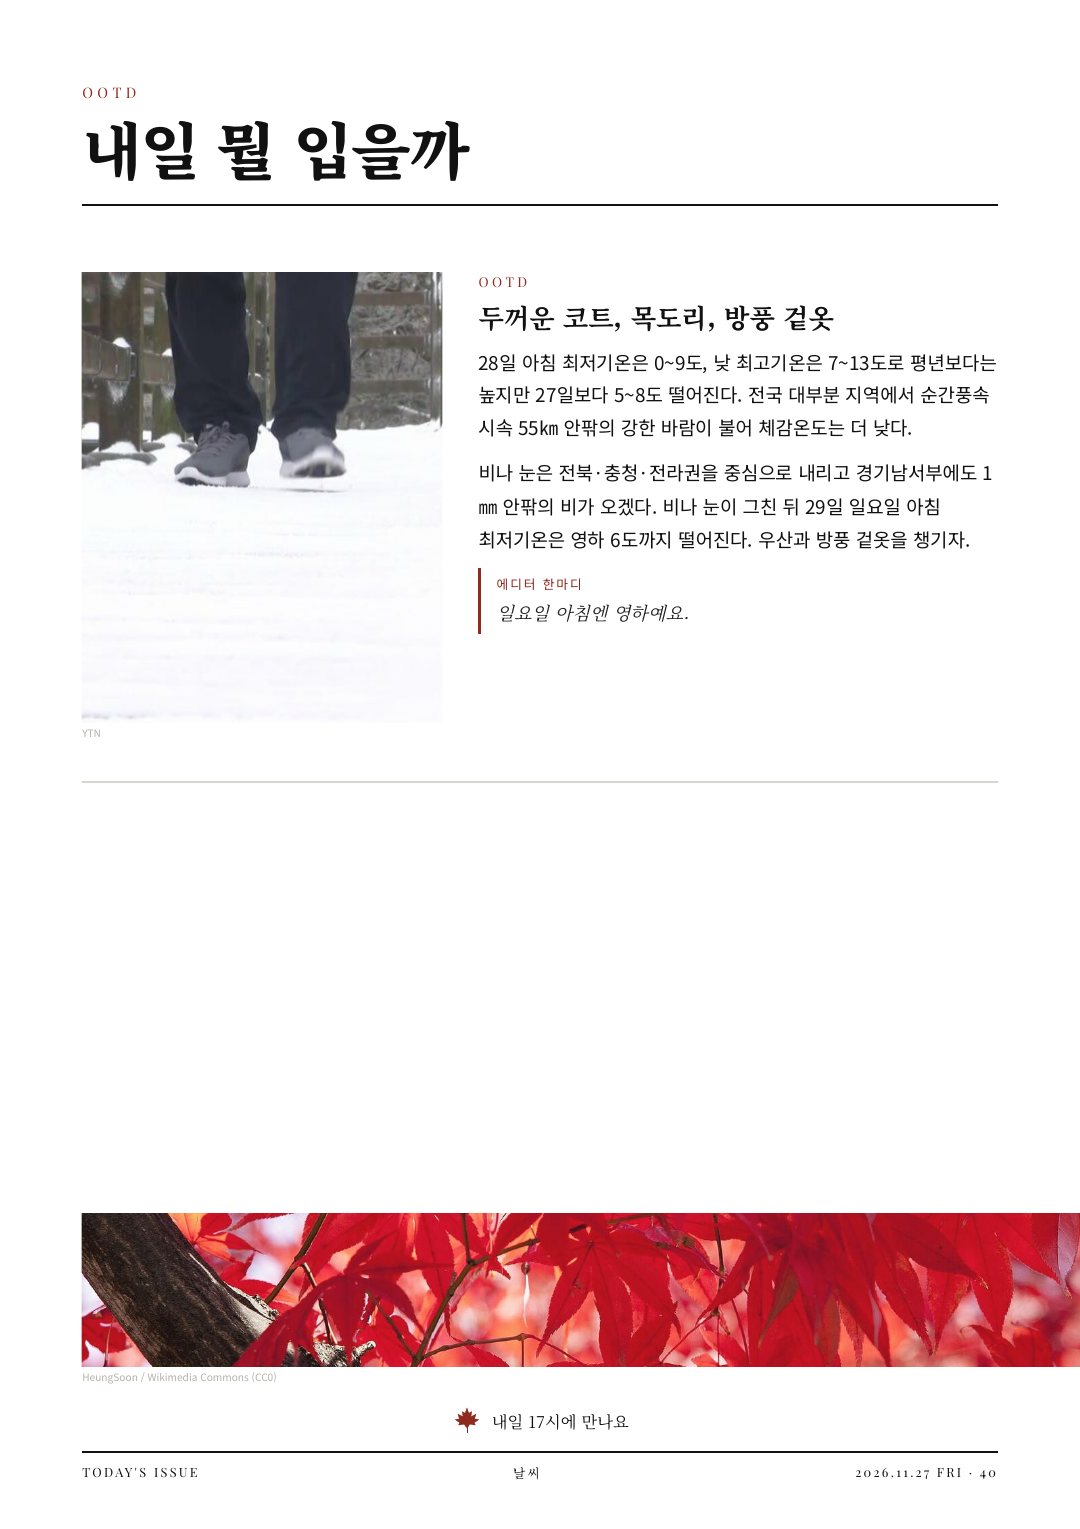 OOTD
내일 뭘 입을까
OOTD
두꺼운 코트, 목도리, 방풍 겉옷
28일 아침 최저기온은 0~9도, 낮 최고기온은 7~13도로 평년보다는
높지만 27일보다 5~8도 떨어진다. 전국 대부분 지역에서 순간풍속
시속 55㎞ 안팎의 강한 바람이 불어 체감온도는 더 낮다.
비나 눈은 전북·충청·전라권을 중심으로 내리고 경기남서부에도 1
㎜ 안팎의 비가 오겠다. 비나 눈이 그친 뒤 29일 일요일 아침
최저기온은 영하 6도까지 떨어진다. 우산과 방풍 겉옷을 챙기자.
에디터 한마디
일요일 아침엔 영하예요.
YTN
HeungSoon / Wikimedia Commons (CC0)
내일 17시에 만나요
TODAY'S ISSUE
날씨
2026.11.27 FRI · 40